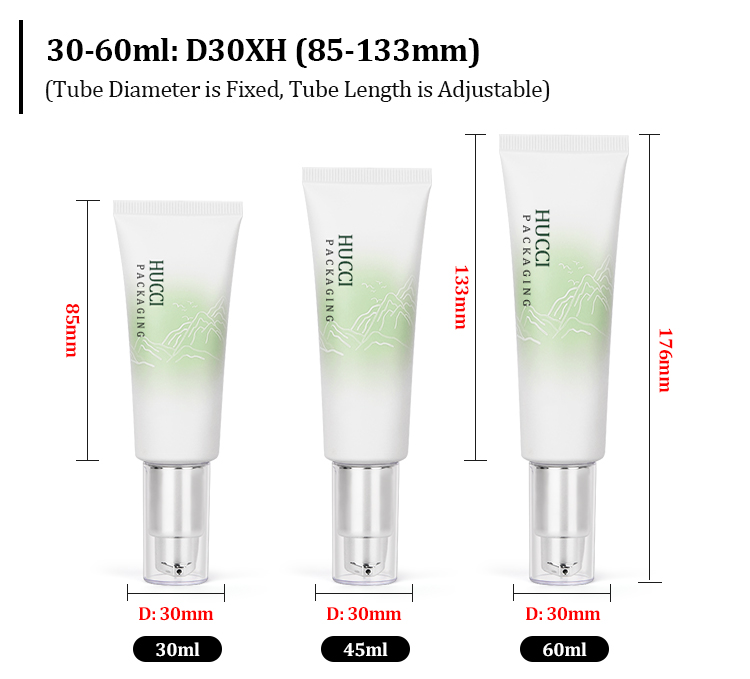 30-60ml: D30XH (85-133mm)
(Tube Diameter is Fixed, Tube Length is Adjustable)
85mm
HUCCI
PACKAGING
HUCCI
PACKAGING
133mm
HUCCI
PACKAGING
176mm
D: 30mm
D: 30mm
D: 30mm
30ml
45ml
60ml